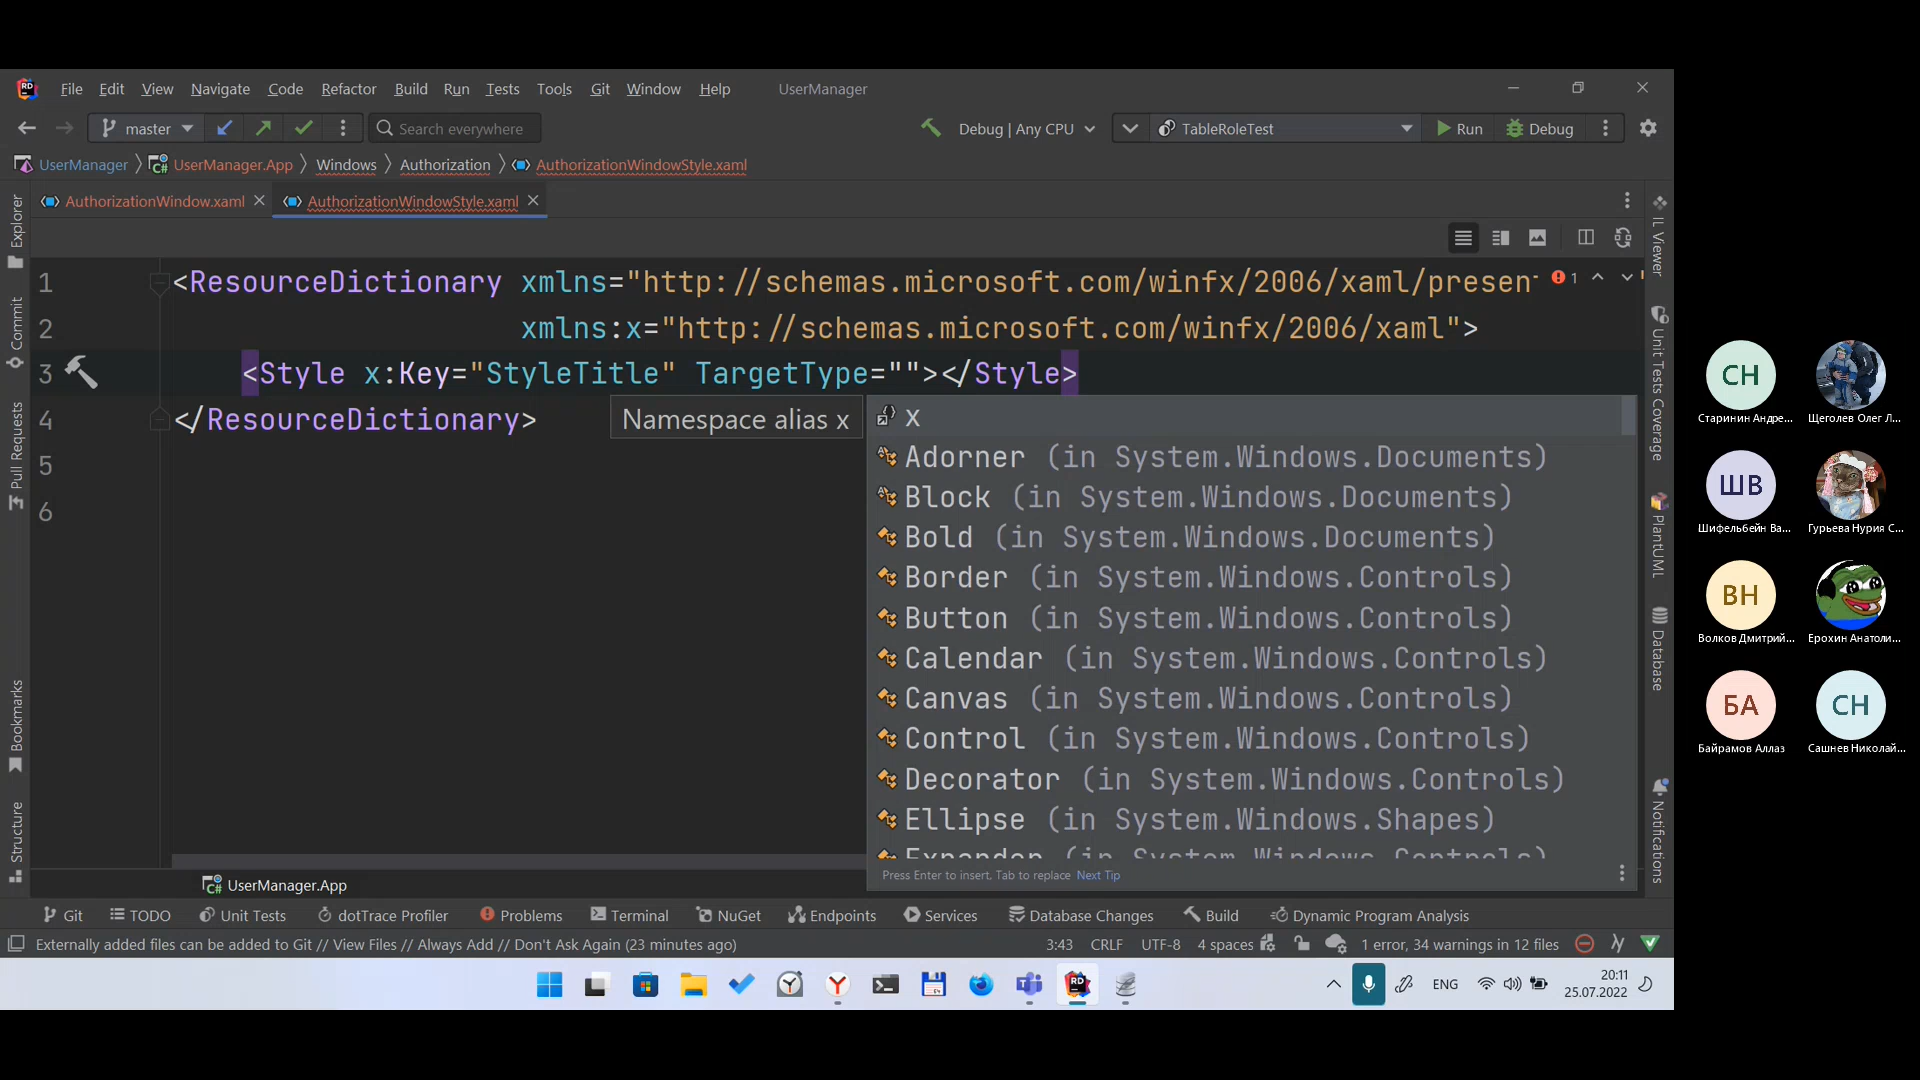 File Edit View Navigate Code Refactor Build Run Tests Tools Git Window Help UserManager
master Search everywhere Debug | Any CPU TableRoleTest Run Debug
UserManager UserManager.App Windows Authorization AuthorizationWindowStyle.xaml
AuthorizationWindow.xaml AuthorizationWindowStyle.xaml
1 <ResourceDictionary xmlns="http://schemas.microsoft.com/winfx/2006/xaml/presen 1
2 xmlns:x="http://schemas.microsoft.com/winfx/2006/xaml">
3 <Style x:Key="StyleTitle" TargetType=""></Style>
4 </ResourceDictionary>
5
6
Namespace alias x
x
Adorner (in System.Windows.Documents)
Block (in System.Windows.Documents)
Bold (in System.Windows.Documents)
Border (in System.Windows.Controls)
Button (in System.Windows.Controls)
Calendar (in System.Windows.Controls)
Canvas (in System.Windows.Controls)
Control (in System.Windows.Controls)
Decorator (in System.Windows.Controls)
Ellipse (in System.Windows.Shapes)
Expander (in System.Windows.Controls)
Press Enter to insert, Tab to replace Next Tip
Explorer
Commit
Pull Requests
Bookmarks
Structure
IL Viewer
Unit Tests Coverage
PlantUML
Database
Notifications
UserManager.App
Git TODO Unit Tests dotTrace Profiler Problems Terminal NuGet Endpoints Services Database Changes Build Dynamic Program Analysis
Externally added files can be added to Git // View Files // Always Add // Don't Ask Again (23 minutes ago) 3:43 CRLF UTF-8 4 spaces 1 error, 34 warnings in 12 files
ENG 20:11
25.07.2022
СН
Старинин Андре... Щеголев Олег Л...
ШВ
Шифельбейн Ва... Гурьева Нурия С...
ВН
Волков Дмитрий... Ерохин Анатоли...
БА СН
Байрамов Аллаз Сашнев Николай...